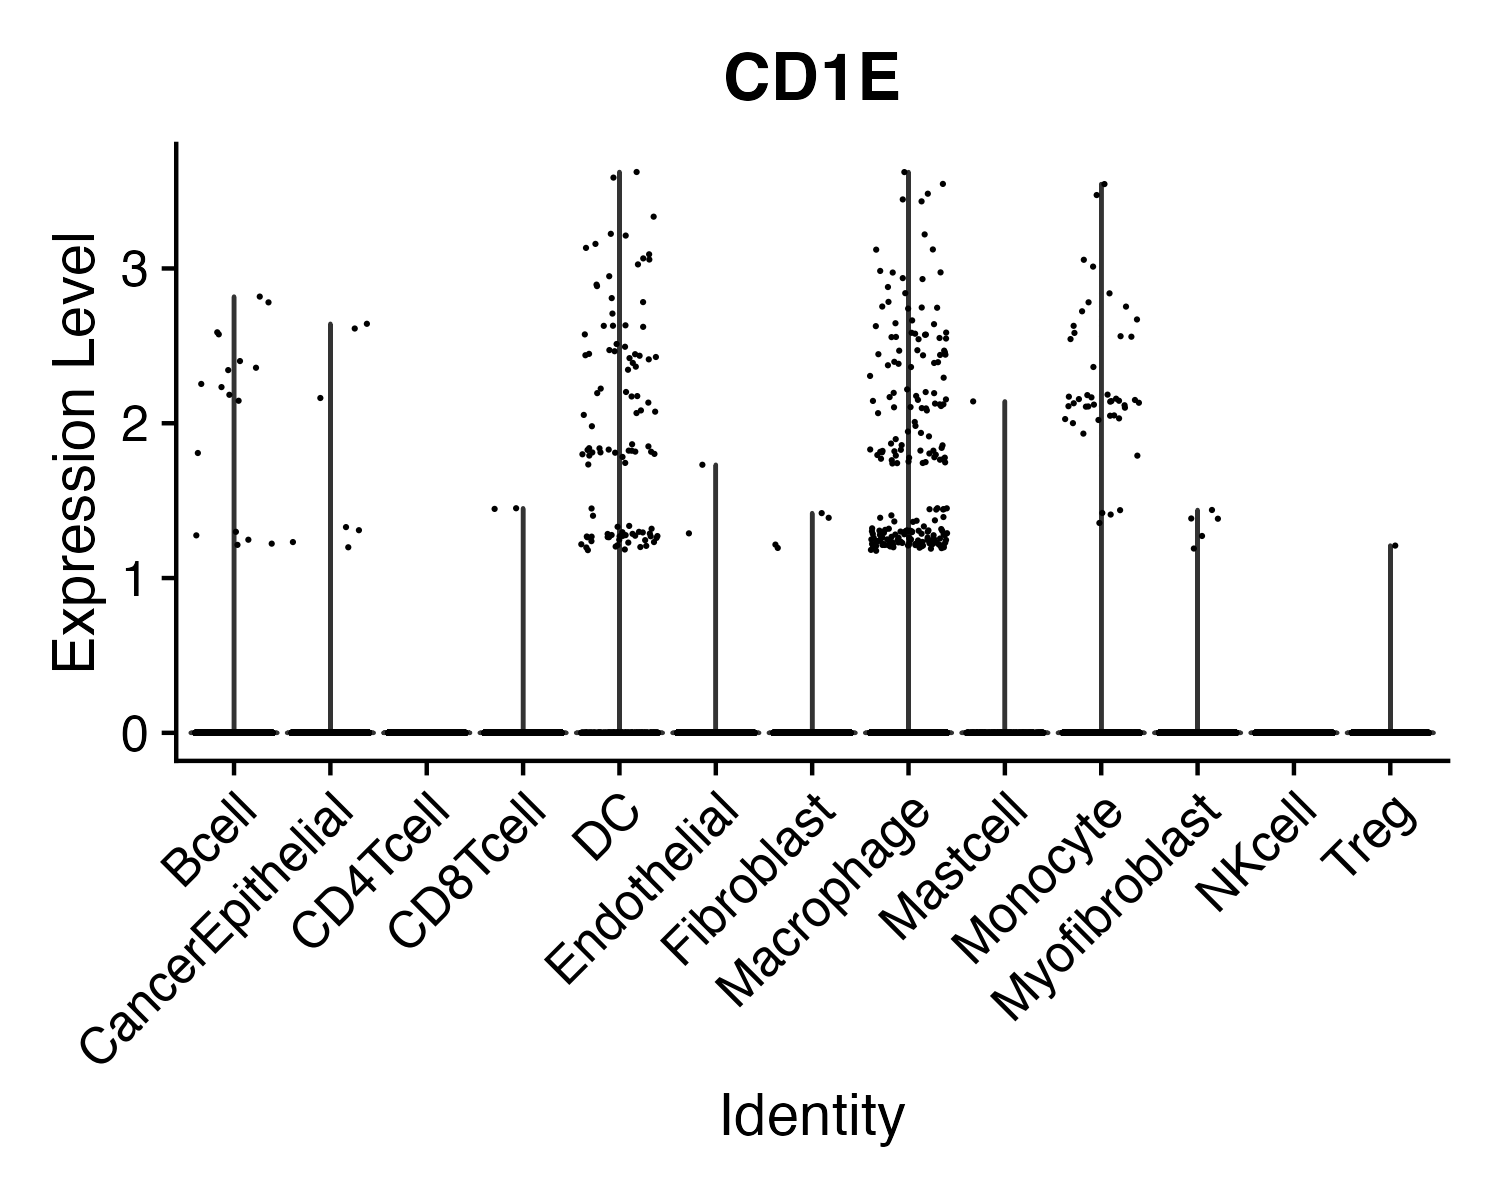 CD1E
Expression Level
3
2
1
0
Bcell
CancerEpithelial
CD4Tcell
CD8Tcell
DC
Endothelial
Fibroblast
Macrophage
Mastcell
Monocyte
Myofibroblast
NKcell
Treg
Identity